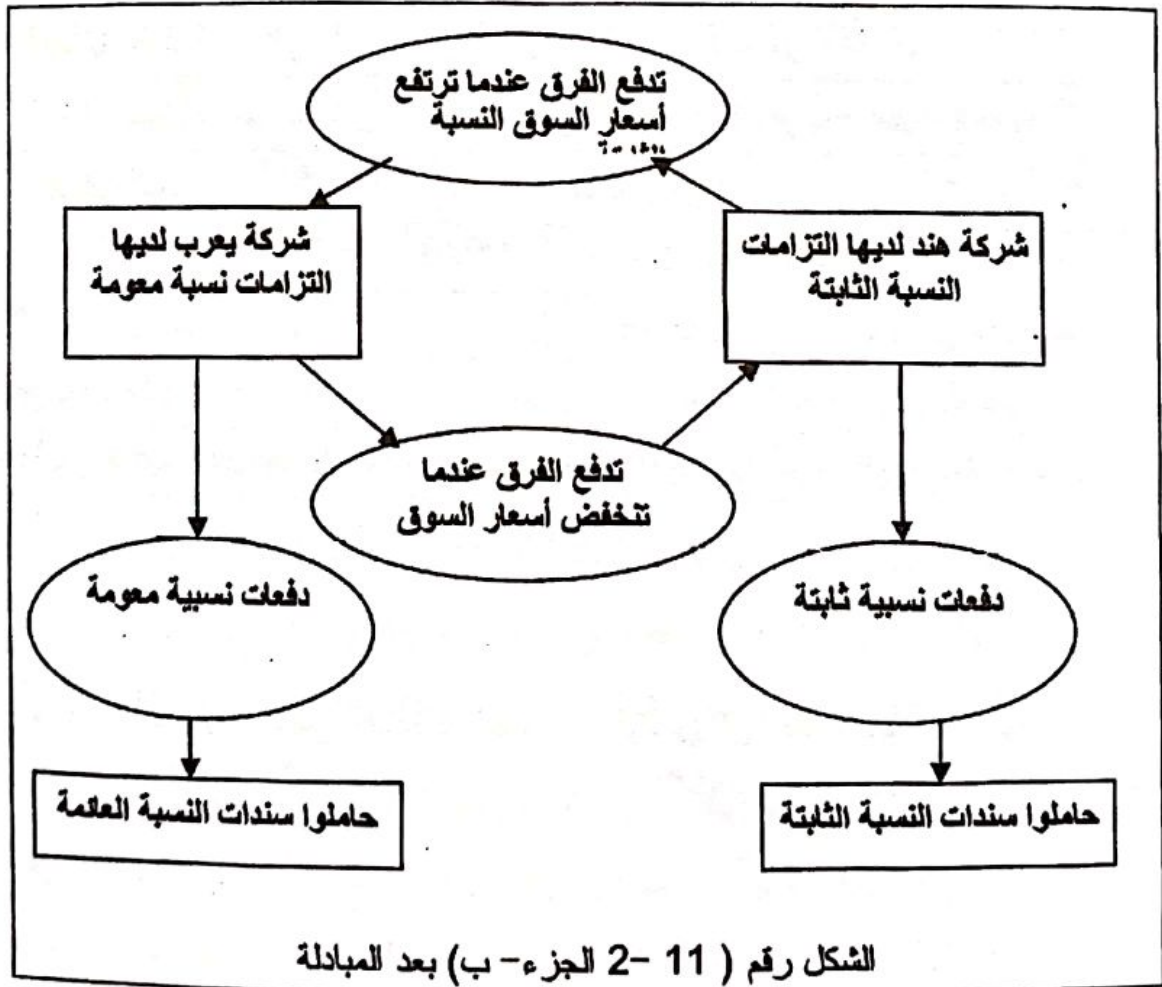 تدفع الفرق عندما ترتفع
أسعار السوق النسبة
شركة هند لديها التزامات
النسبة الثابتة
شركة يعرب لديها
التزامات نسبة معومة
تدفع الفرق عندما
تنخفض أسعار السوق
دفعات نسبية ثابتة
دفعات نسبية معومة
حاملوا سندات النسبة الثابتة
حاملوا سندات النسبة العائمة
الشكل رقم ( 11 -2 الجزء- ب) بعد المبادلة